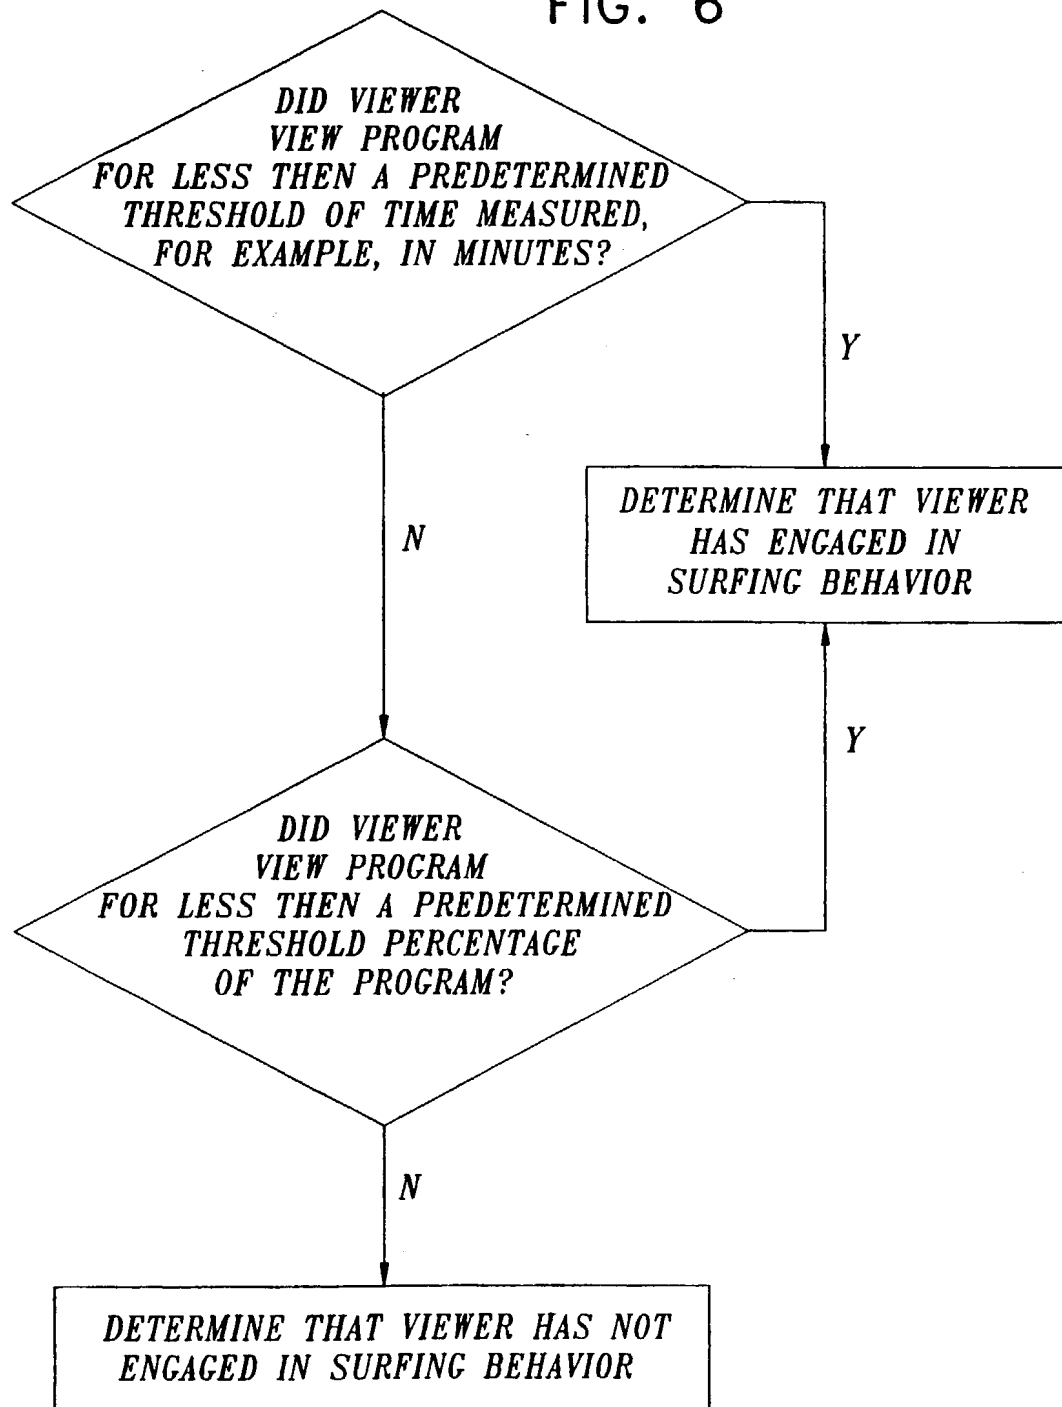 FIG. 6
DID VIEWER
VIEW PROGRAM
FOR LESS THEN A PREDETERMINED
THRESHOLD OF TIME MEASURED,
FOR EXAMPLE, IN MINUTES?
Y
DETERMINE THAT VIEWER
HAS ENGAGED IN
SURFING BEHAVIOR
N
Y
DID VIEWER
VIEW PROGRAM
FOR LESS THEN A PREDETERMINED
THRESHOLD PERCENTAGE
OF THE PROGRAM?
N
DETERMINE THAT VIEWER HAS NOT
ENGAGED IN SURFING BEHAVIOR